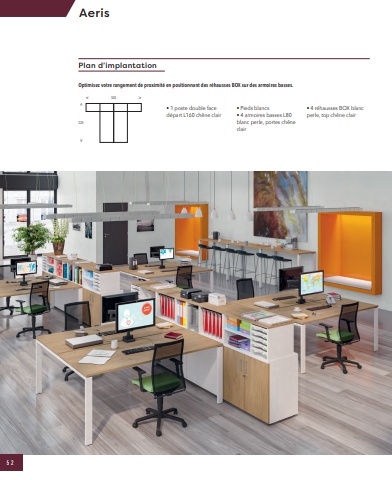 Aeris
Plan d'implantation
Optimisez votre rangement de proximité en positionnant des réhausses BOX sur des armoires basses.
• 1 poste double face
départ L160 chêne clair
• Pieds blancs
• 4 armoires basses L80
blanc perle, portes chêne
clair
• 4 réhausses BOX blanc
perle, top chêne clair
52